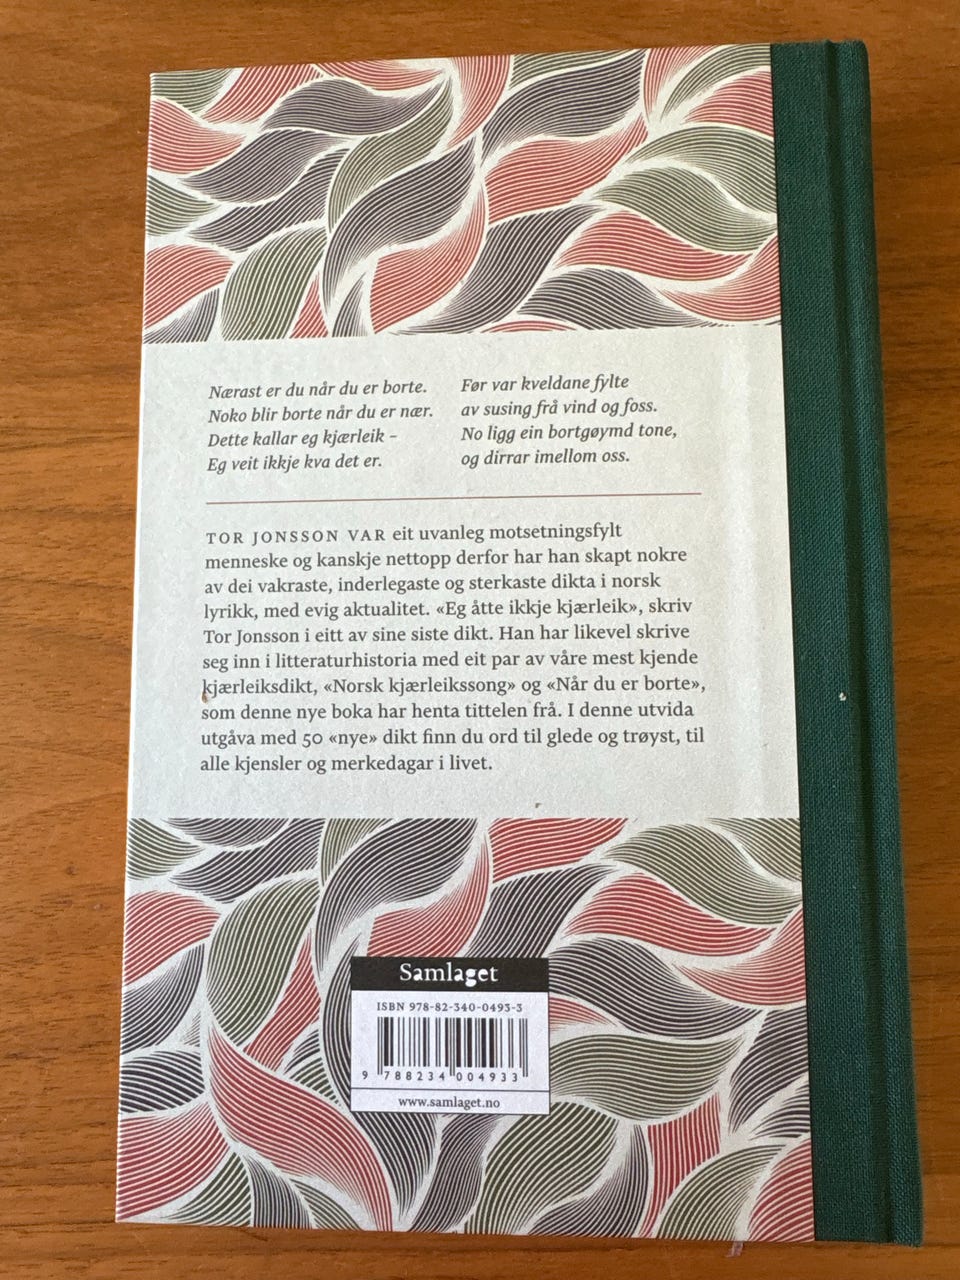 Nærast er du når du er borte.
Noko blir borte når du er nær.
Dette kallar eg kjærleik –
Eg veit ikkje kva det er.
Før var kveldane fylte
av susing frå vind og foss.
No ligg ein bortgøymd tone,
og dirrar imellom oss.
TOR JONSSON VAR eit uvanleg motsetningsfylt
menneske og kanskje nettopp derfor har han skapt nokre
av dei vakraste, inderlegaste og sterkaste dikta i norsk
lyrikk, med evig aktualitet. «Eg åtte ikkje kjærleik», skriv
Tor Jonsson i eitt av sine siste dikt. Han har likevel skrive
seg inn i litteraturhistoria med eit par av våre mest kjende
kjærleiksdikt, «Norsk kjærleikssong» og «Når du er borte»,
som denne nye boka har henta tittelen frå. I denne utvida
utgåva med 50 «nye» dikt finn du ord til glede og trøyst, til
alle kjensler og merkedagar i livet.
Samlaget
ISBN 978-82-340-0493-3
9 788234 004933
www.samlaget.no